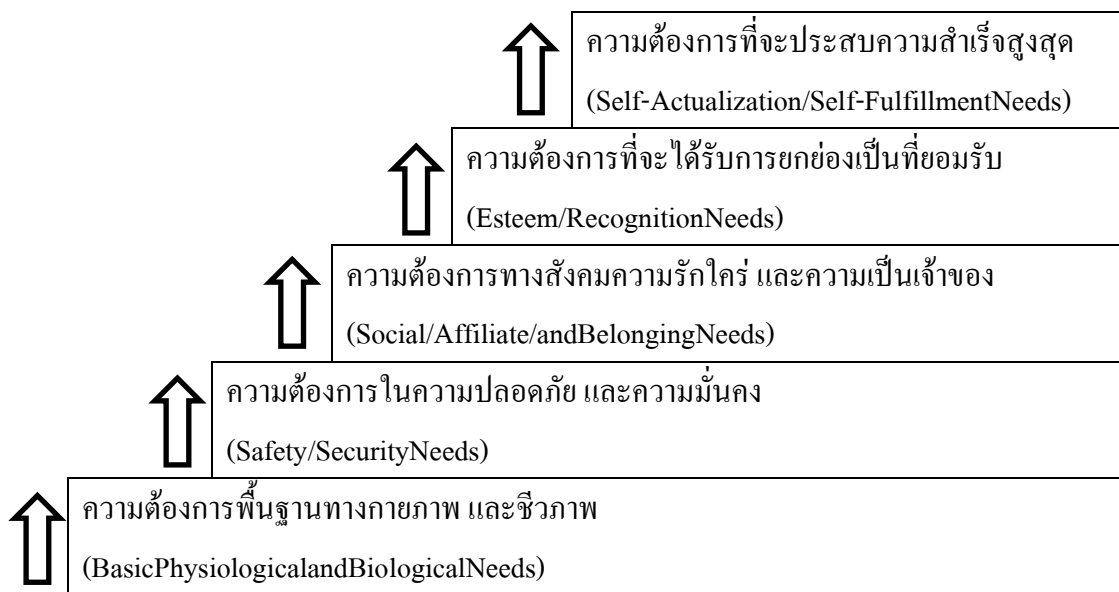 ความต้องการที่จะประสบความสำเร็จสูงสุด
(Self-Actualization/Self-FulfillmentNeeds)
ความต้องการที่จะได้รับการยกย่องเป็นที่ยอมรับ
(Esteem/RecognitionNeeds)
ความต้องการทางสังคมความรักใคร่ และความเป็นเจ้าของ
(Social/Affiliate/andBelongingNeeds)
ความต้องการในความปลอดภัย และความมั่นคง
(Safety/SecurityNeeds)
ความต้องการพื้นฐานทางกายภาพ และชีวภาพ
(BasicPhysiologicalandBiologicalNeeds)